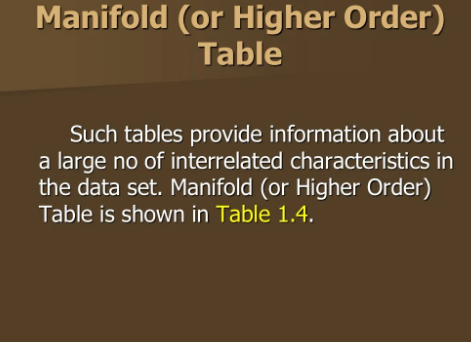 Manifold (or Higher Order)
Table
Such tables provide information about
a large no of interrelated characteristics in
the data set. Manifold (or Higher Order)
Table is shown in Table 1.4.